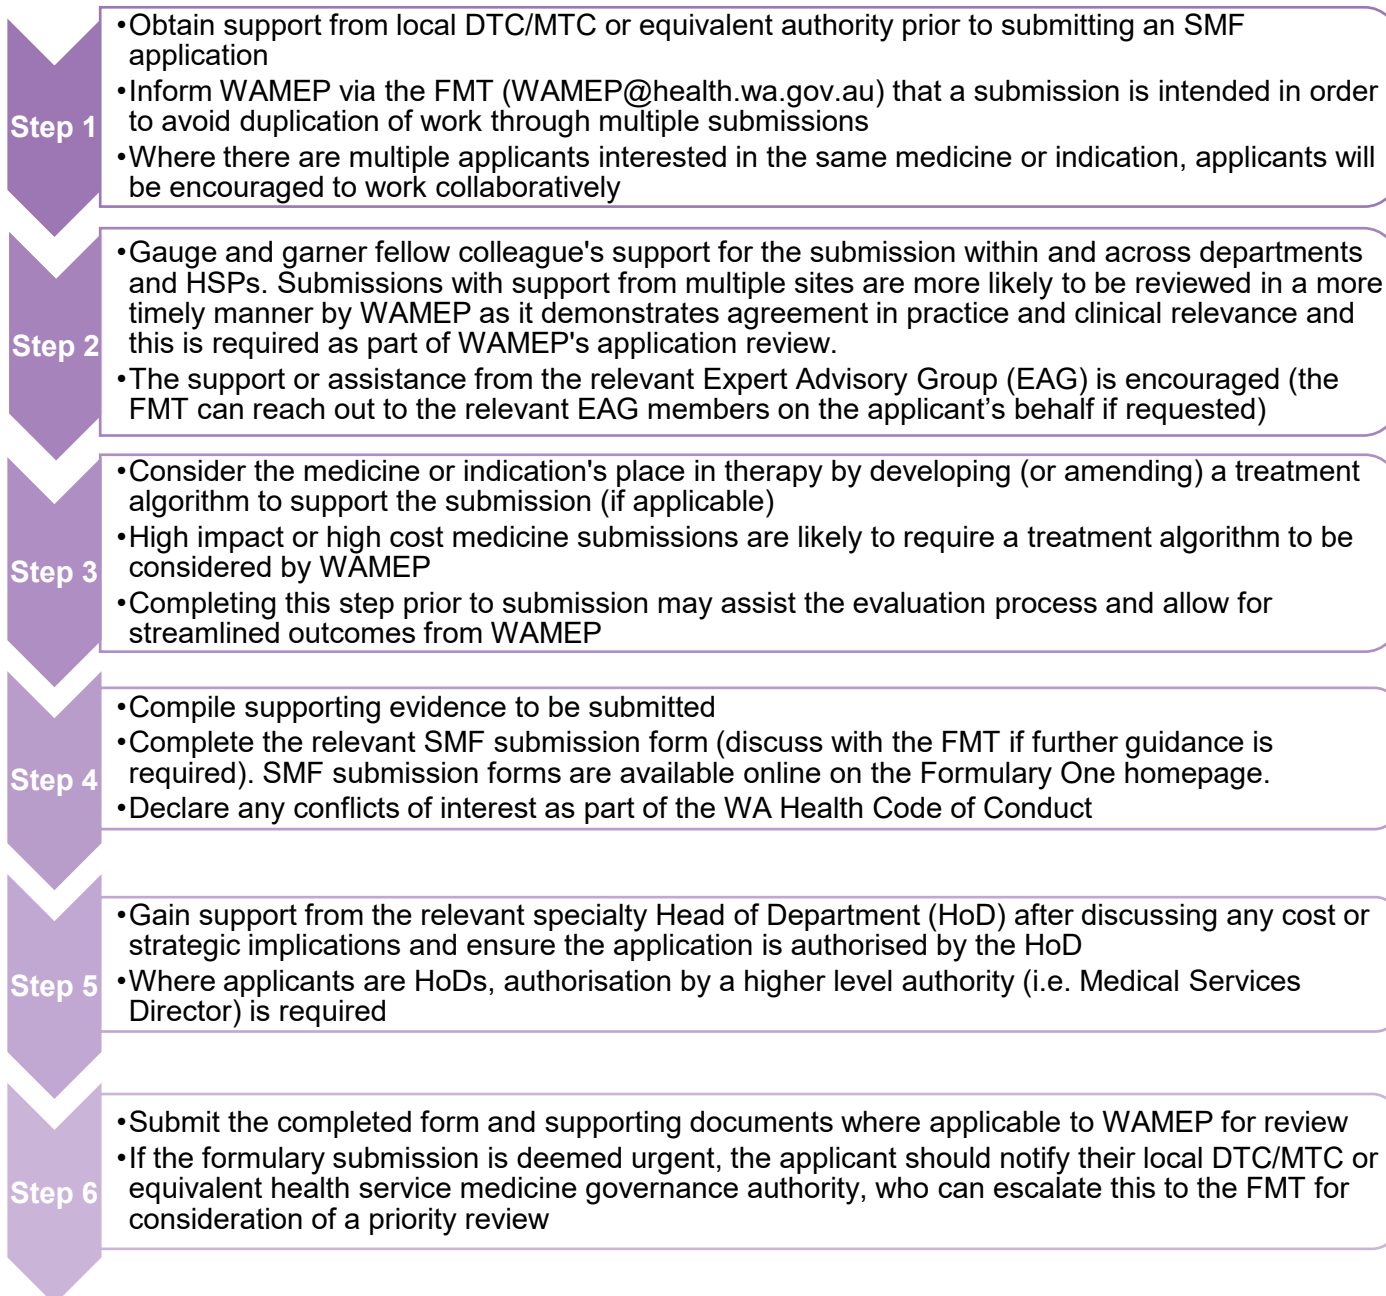 Step 1
•Obtain support from local DTC/MTC or equivalent authority prior to submitting an SMF
application
•Inform WAMEP via the FMT (WAMEP@health.wa.gov.au) that a submission is intended in order
to avoid duplication of work through multiple submissions
•Where there are multiple applicants interested in the same medicine or indication, applicants will
be encouraged to work collaboratively
Step 2
•Gauge and garner fellow colleague's support for the submission within and across departments
and HSPs. Submissions with support from multiple sites are more likely to be reviewed in a more
timely manner by WAMEP as it demonstrates agreement in practice and clinical relevance and
this is required as part of WAMEP's application review.
•The support or assistance from the relevant Expert Advisory Group (EAG) is encouraged (the
FMT can reach out to the relevant EAG members on the applicant’s behalf if requested)
Step 3
•Consider the medicine or indication's place in therapy by developing (or amending) a treatment
algorithm to support the submission (if applicable)
•High impact or high cost medicine submissions are likely to require a treatment algorithm to be
considered by WAMEP
•Completing this step prior to submission may assist the evaluation process and allow for
streamlined outcomes from WAMEP
Step 4
•Compile supporting evidence to be submitted
•Complete the relevant SMF submission form (discuss with the FMT if further guidance is
required). SMF submission forms are available online on the Formulary One homepage.
•Declare any conflicts of interest as part of the WA Health Code of Conduct
Step 5
•Gain support from the relevant specialty Head of Department (HoD) after discussing any cost or
strategic implications and ensure the application is authorised by the HoD
•Where applicants are HoDs, authorisation by a higher level authority (i.e. Medical Services
Director) is required
Step 6
•Submit the completed form and supporting documents where applicable to WAMEP for review
•If the formulary submission is deemed urgent, the applicant should notify their local DTC/MTC or
equivalent health service medicine governance authority, who can escalate this to the FMT for
consideration of a priority review